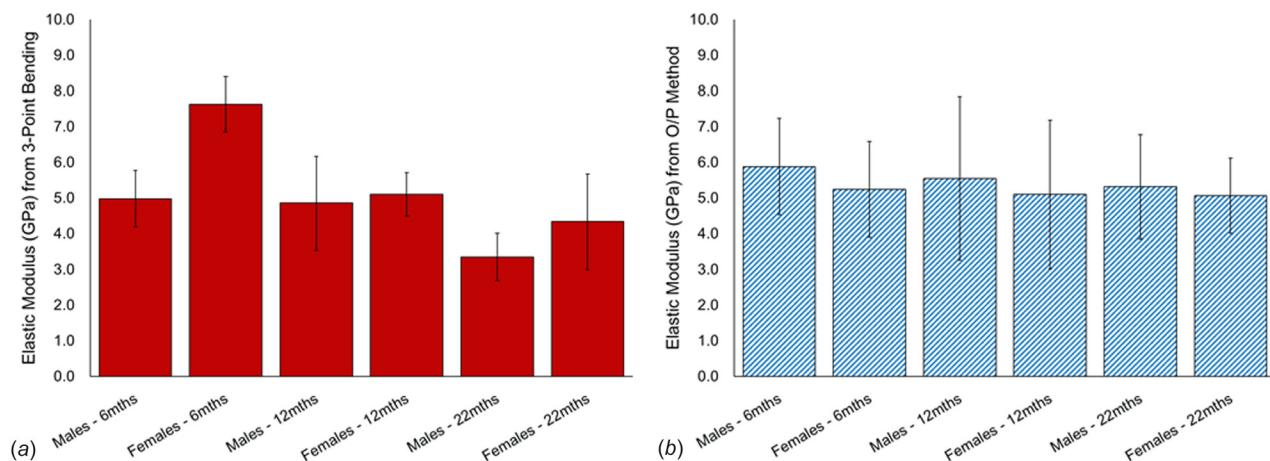 Elastic Modulus (GPa) from 3-Point Bending
10.0
9.0
8.0
7.0
6.0
5.0
4.0
3.0
2.0
1.0
0.0
Males - 6mths
Females - 6mths
Males - 12mths
Females - 12mths
Males - 22mths
Females - 22mths
(a)
Elastic Modulus (GPa) from O/P Method
10.0
9.0
8.0
7.0
6.0
5.0
4.0
3.0
2.0
1.0
0.0
Males - 6mths
Females - 6mths
Males - 12mths
Females - 12mths
Males - 22mths
Females - 22mths
(b)